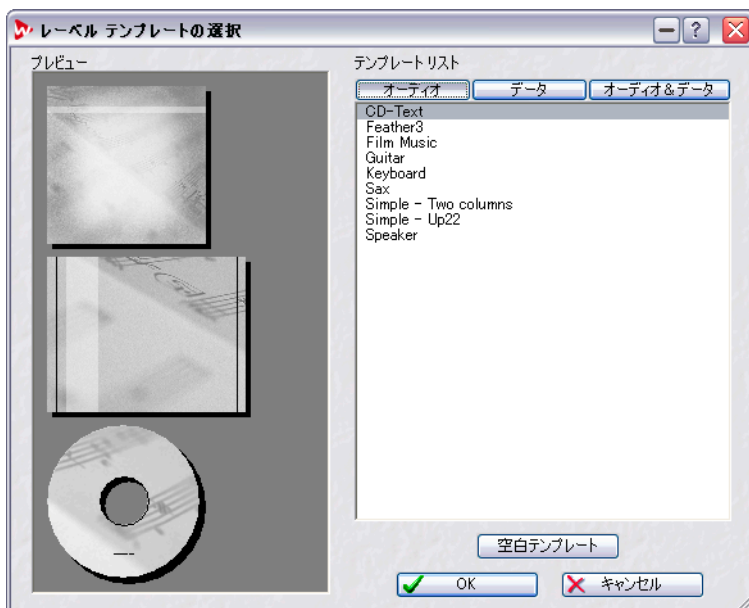 レーベル テンプレートの選択
プレビュー
テンプレートリスト
オーディオ
データ
オーディオ&データ
CD-Text
Feather3
Film Music
Guitar
Keyboard
Sax
Simple - Two columns
Simple - Up22
Speaker
空白テンプレート
OK
キャンセル